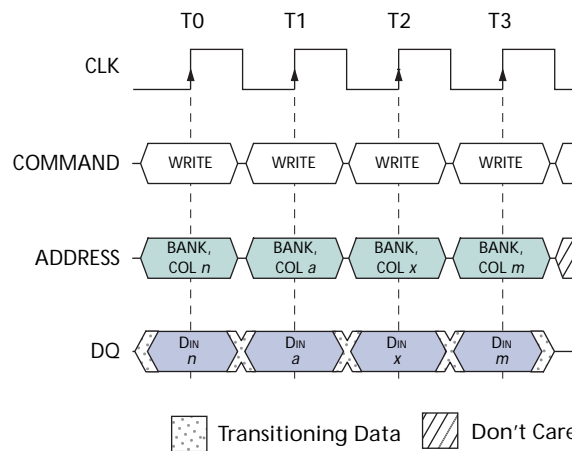 T0 T1 T2 T3
CLK
COMMAND WRITE WRITE WRITE WRITE
ADDRESS BANK, COL n BANK, COL a BANK, COL x BANK, COL m
DQ DIN n DIN a DIN x DIN m
Transitioning Data Don't Care